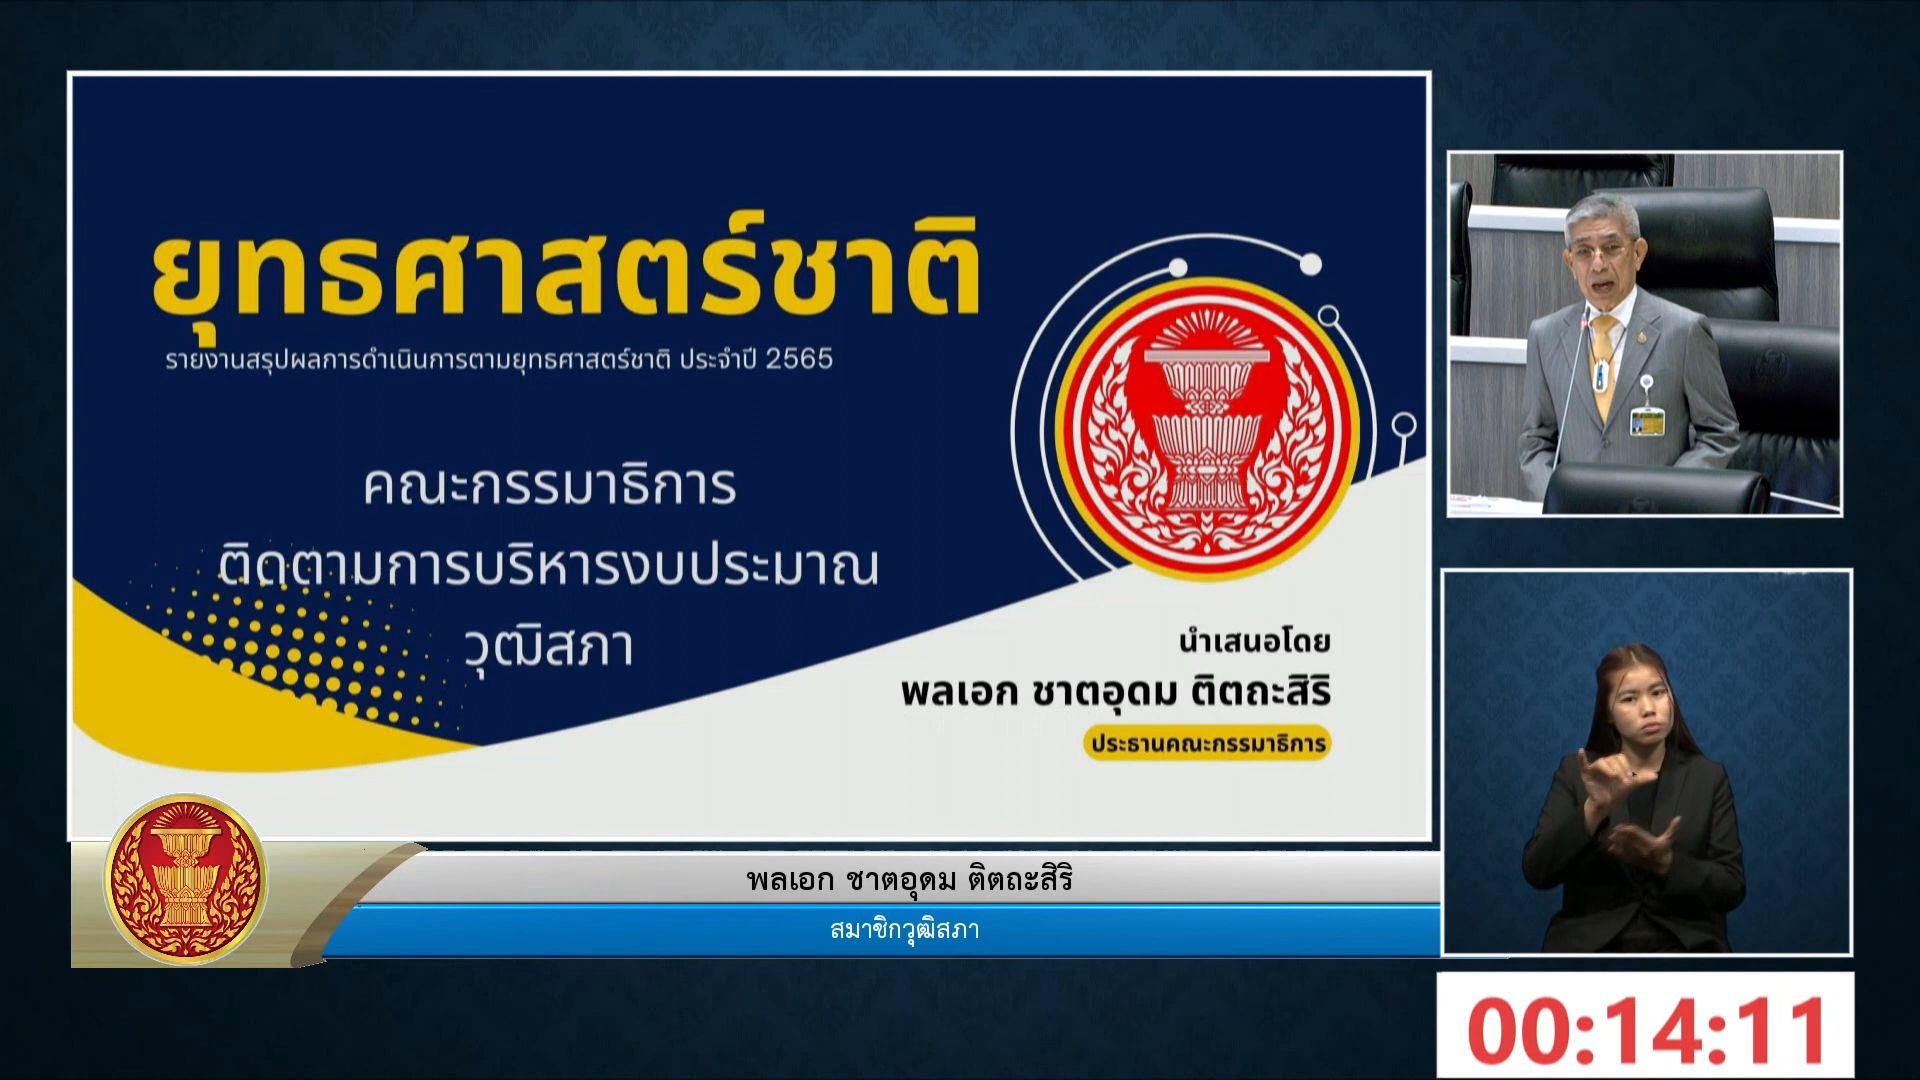 ยุทธศาสตร์ชาติ
รายงานสรุปผลการดำเนินการตามยุทธศาสตร์ชาติ ประจำปี 2565
คณะกรรมาธิการ
ติดตามการบริหารงบประมาณ
วุฒิสภา
นำเสนอโดย
พลเอก ชาตอุดม ติตถะสิริ
ประธานคณะกรรมาธิการ
พลเอก ชาตอุดม ติตถะสิริ
สมาชิกวุฒิสภา
00:14:11